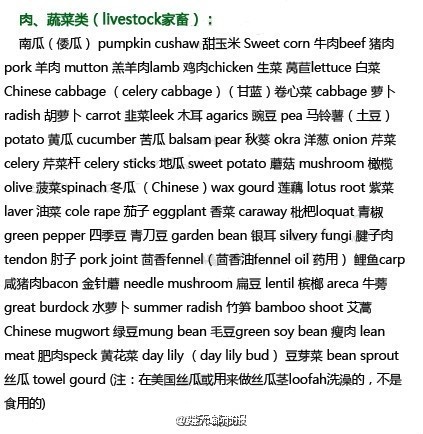 肉、蔬菜类（livestock家畜）；
南瓜（倭瓜）pumpkin cushaw 甜玉米 Sweet corn 牛肉beef 猪肉
pork 羊肉 mutton 羔羊肉lamb 鸡肉chicken 生菜 莴苣lettuce 白菜
Chinese cabbage （celery cabbage）（甘蓝）卷心菜 cabbage 萝卜
radish 胡萝卜 carrot 韭菜leek 木耳 agarics 豌豆 pea 马铃薯（土豆）
potato 黄瓜 cucumber 苦瓜 balsam pear 秋葵 okra 洋葱 onion 芹菜
celery 芹菜杆 celery sticks 地瓜 sweet potato 蘑菇 mushroom 橄榄
olive 菠菜spinach 冬瓜 （Chinese）wax gourd 莲藕 lotus root 紫菜
laver 油菜 cole rape 茄子 eggplant 香菜 caraway 枇杷loquat 青椒
green pepper 四季豆 青刀豆 garden bean 银耳 silvery fungi 腱子肉
tendon 肘子 pork joint 茴香fennel（茴香油fennel oil 药用） 鲤鱼carp
咸猪肉bacon 金针蘑 needle mushroom 扁豆 lentil 槟榔 areca 牛蒡
great burdock 水萝卜 summer radish 竹笋 bamboo shoot 艾蒿
Chinese mugwort 绿豆mung bean 毛豆green soy bean 瘦肉 lean
meat 肥肉speck 黄花菜 day lily （day lily bud） 豆芽菜 bean sprout
丝瓜 towel gourd (注：在美国丝瓜或用来做丝瓜茎loofah洗澡的，不是
食用的)